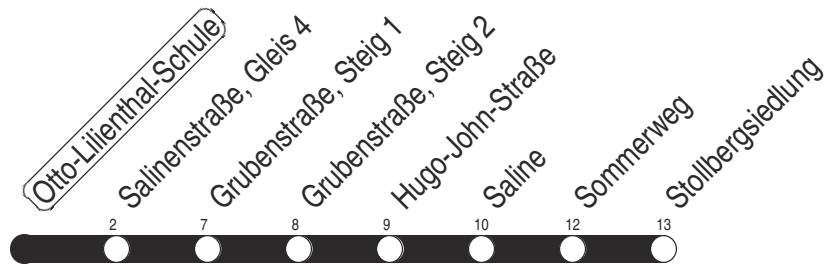 Otto-Lilienthal-Schule
Salinenstraße, Gleis 4
Grubenstraße, Steig 1
Grubenstraße, Steig 2
Hugo-John-Straße
Saline
Sommerweg
Stollbergsiedlung
2 7 8 9 10 12 13